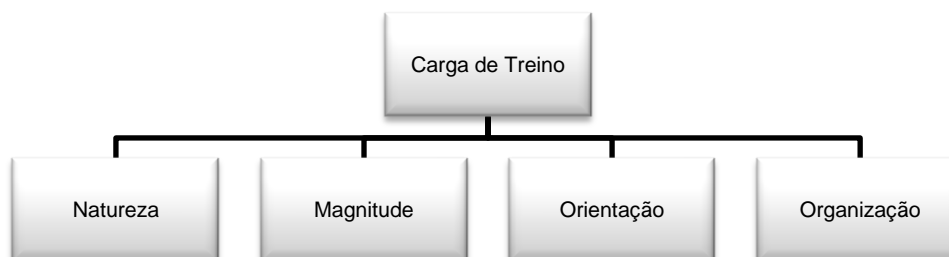 Carga de Treino
Natureza
Magnitude
Orientação
Organização